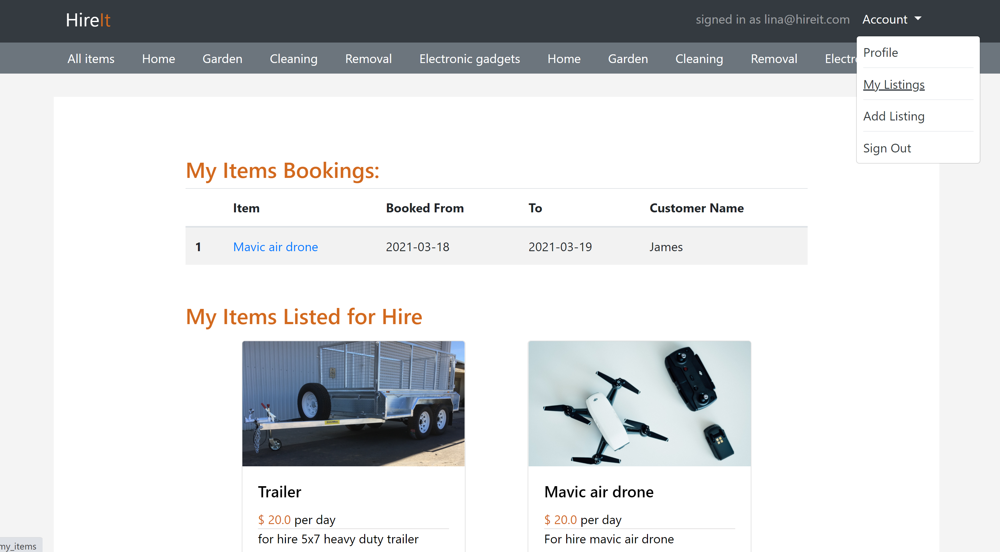 HireIt
signed in as lina@hireit.com Account
All items Home Garden Cleaning Removal Electronic gadgets Home Garden Cleaning Removal Electro
Profile
My Listings
Add Listing
Sign Out
My Items Bookings:
Item Booked From To Customer Name
1 Mavic air drone 2021-03-18 2021-03-19 James
My Items Listed for Hire
Trailer
$ 20.0 per day
for hire 5x7 heavy duty trailer
Mavic air drone
$ 20.0 per day
For hire mavic air drone
my_items